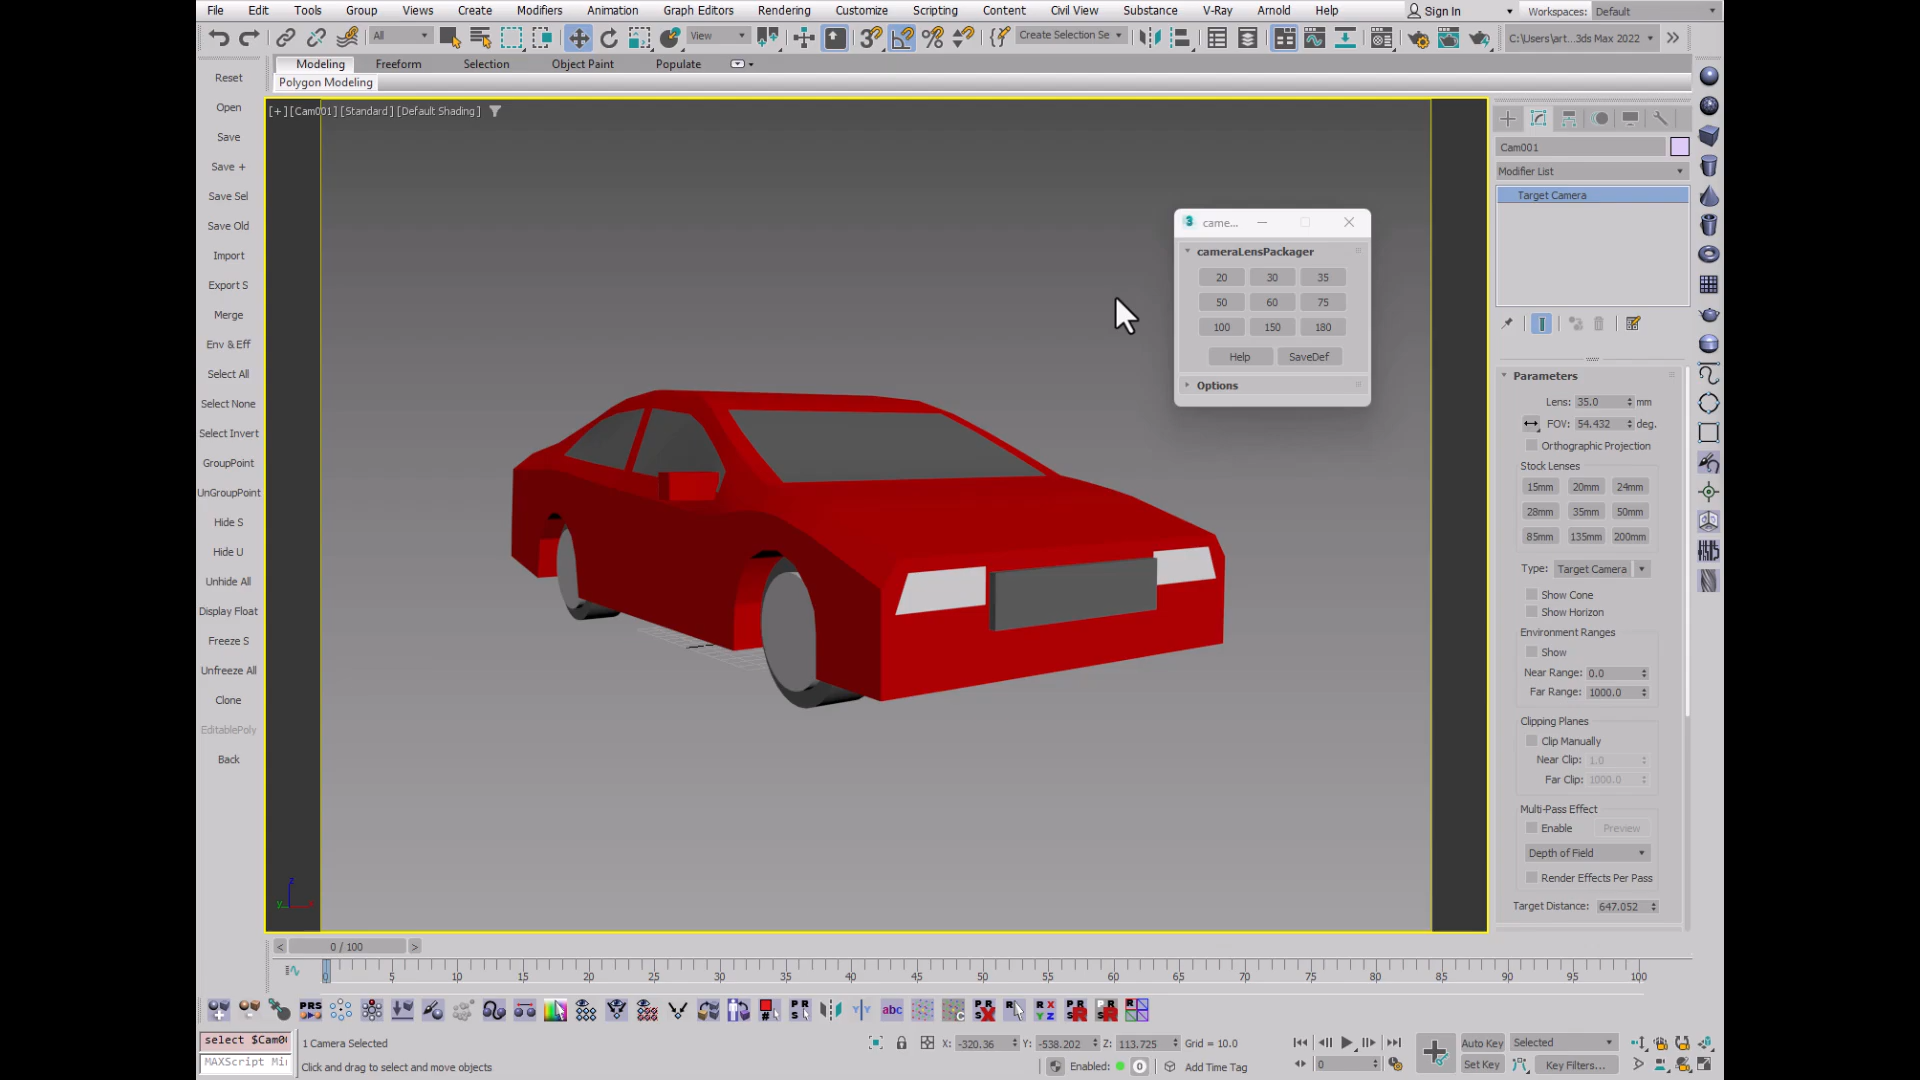 File Edit Tools Group Views Create Modifiers Animation Graph Editors Rendering Customize Scripting Content Civil View Substance V-Ray Arnold Help Sign In Workspaces: Default
All View Create Selection Se C:\Users\art...3ds Max 2022
Modeling Freeform Selection Object Paint Populate
Polygon Modeling
Reset
Open
Save
Save +
Save Sel
Save Old
Import
Export S
Merge
Env & Eff
Select All
Select None
Select Invert
GroupPoint
UnGroupPoint
Hide S
Hide U
Unhide All
Display Float
Freeze S
Unfreeze All
Clone
EditablePoly
Back
[+] [Cam001] [Standard] [Default Shading]
3 came...
cameraLensPackager
20 30 35
50 60 75
100 150 180
Help SaveDef
Options
Cam001
Modifier List
Target Camera
Parameters
Lens: 35.0 mm
FOV: 54.432 deg.
Orthographic Projection
Stock Lenses
15mm 20mm 24mm
28mm 35mm 50mm
85mm 135mm 200mm
Type: Target Camera
Show Cone
Show Horizon
Environment Ranges
Show
Near Range: 0.0
Far Range: 1000.0
Clipping Planes
Clip Manually
Near Clip: 1.0
Far Clip: 1000.0
Multi-Pass Effect
Enable Preview
Depth of Field
Render Effects Per Pass
Target Distance: 647.052
z
y x
< 0 / 100 >
0 5 10 15 20 25 30 35 40 45 50 55 60 65 70 75 80 85 90 95 100
PRS abc
select $Cam0
1 Camera Selected X: -320.36 Y: -538.202 Z: 113.725 Grid = 10.0 Auto Key Selected
MAXScript Mi
Click and drag to select and move objects Enabled: 0 Add Time Tag 0 Set Key Key Filters...